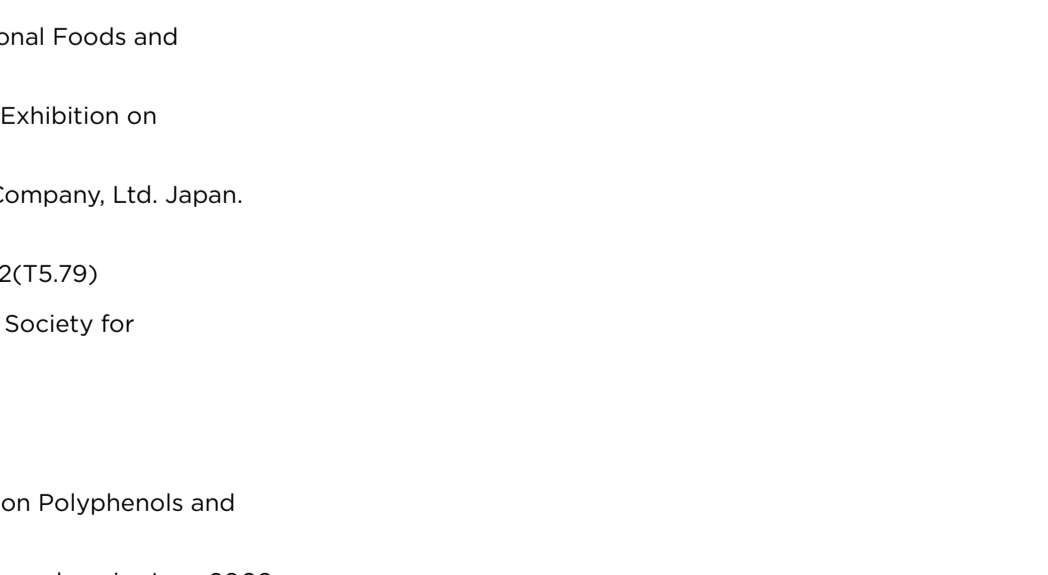 onal Foods and
Exhibition on
Company, Ltd. Japan.
2(T5.79)
Society for
on Polyphenols and